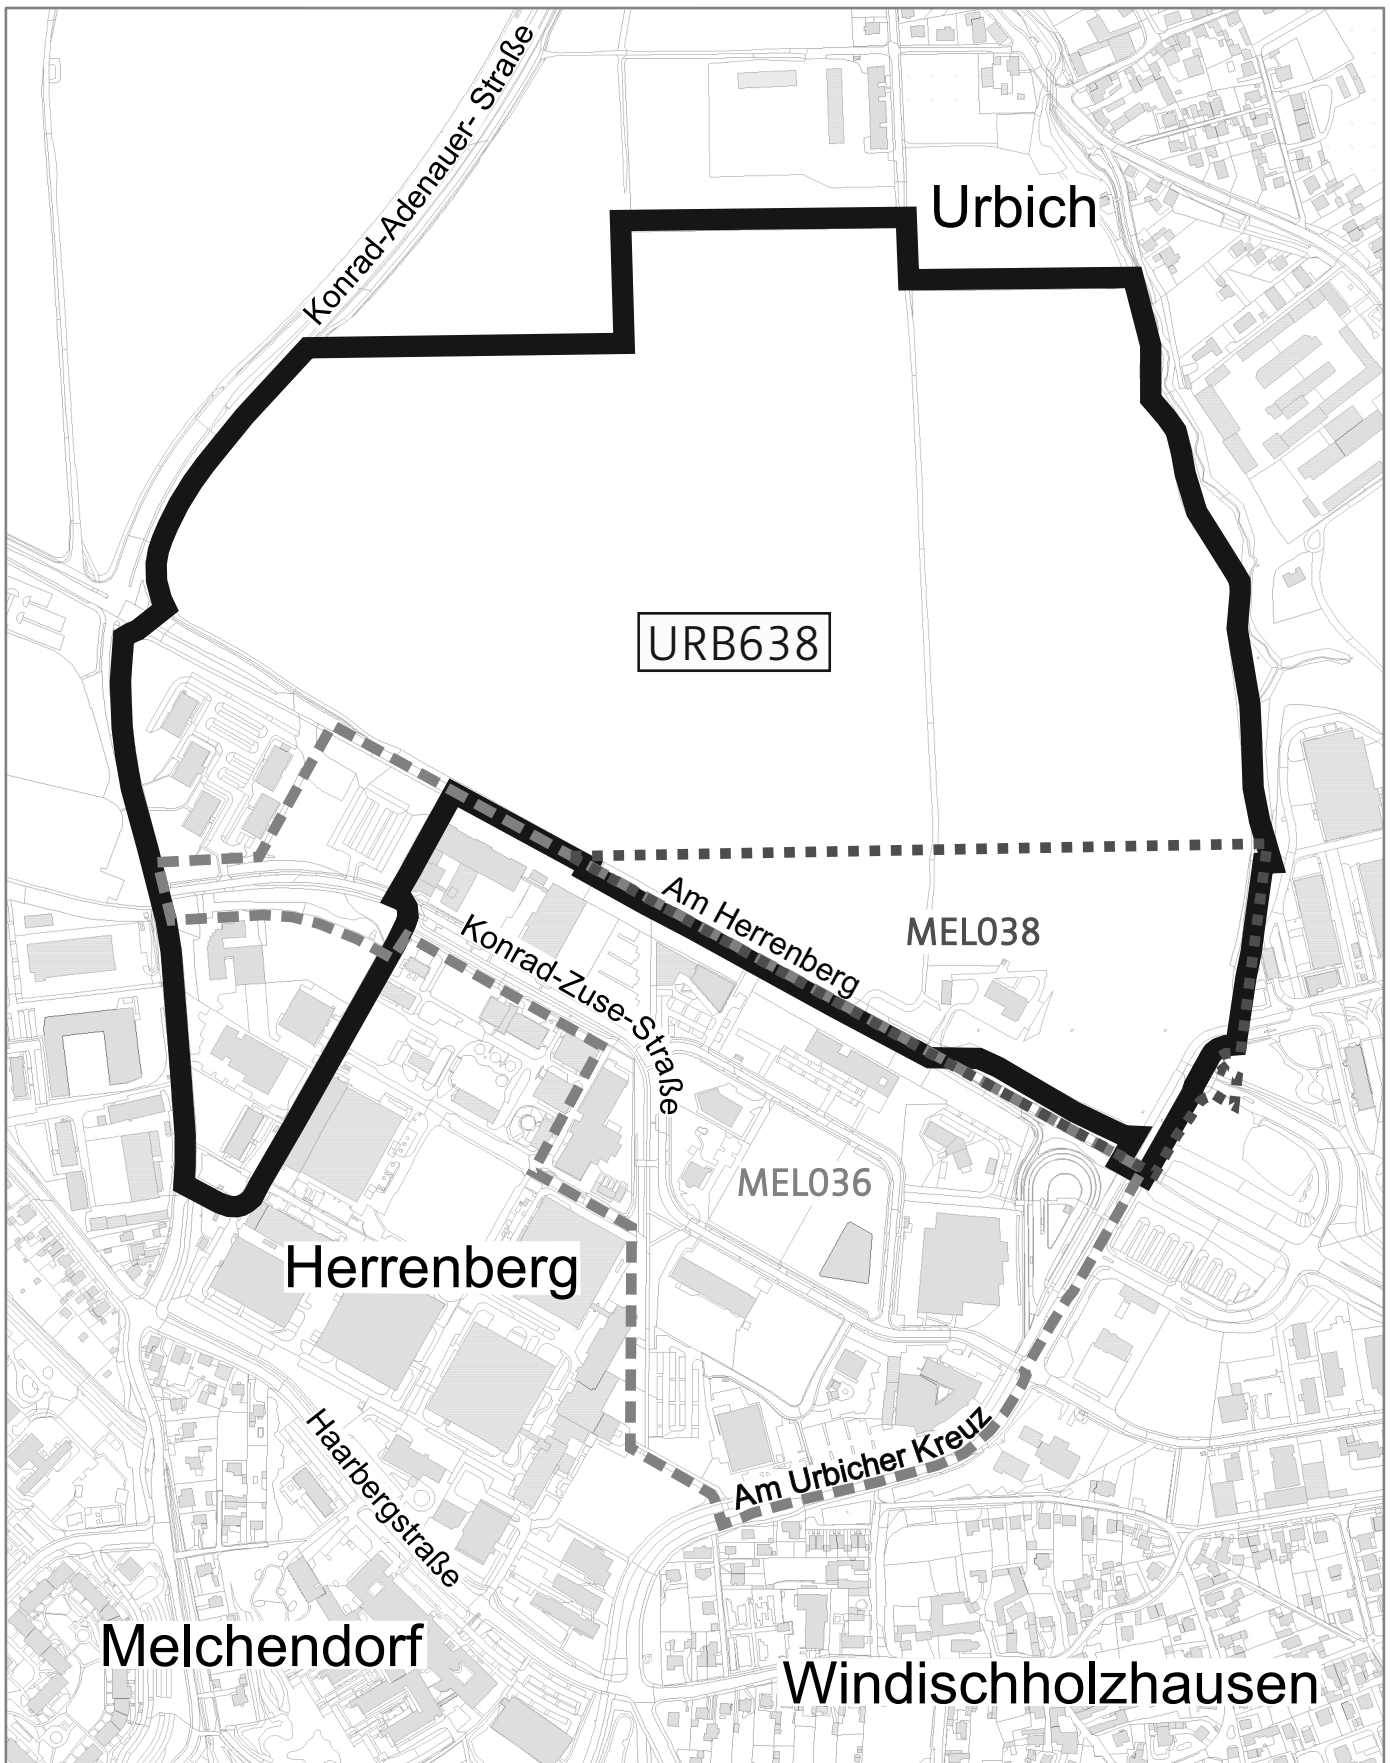 Konrad-Adenauer- Straße
Urbich
URB638
Am Herrenberg
MEL038
Konrad-Zuse-Straße
MEL036
Herrenberg
Haarbergstraße
Am Urbicher Kreuz
Melchendorf
Windischholzhausen